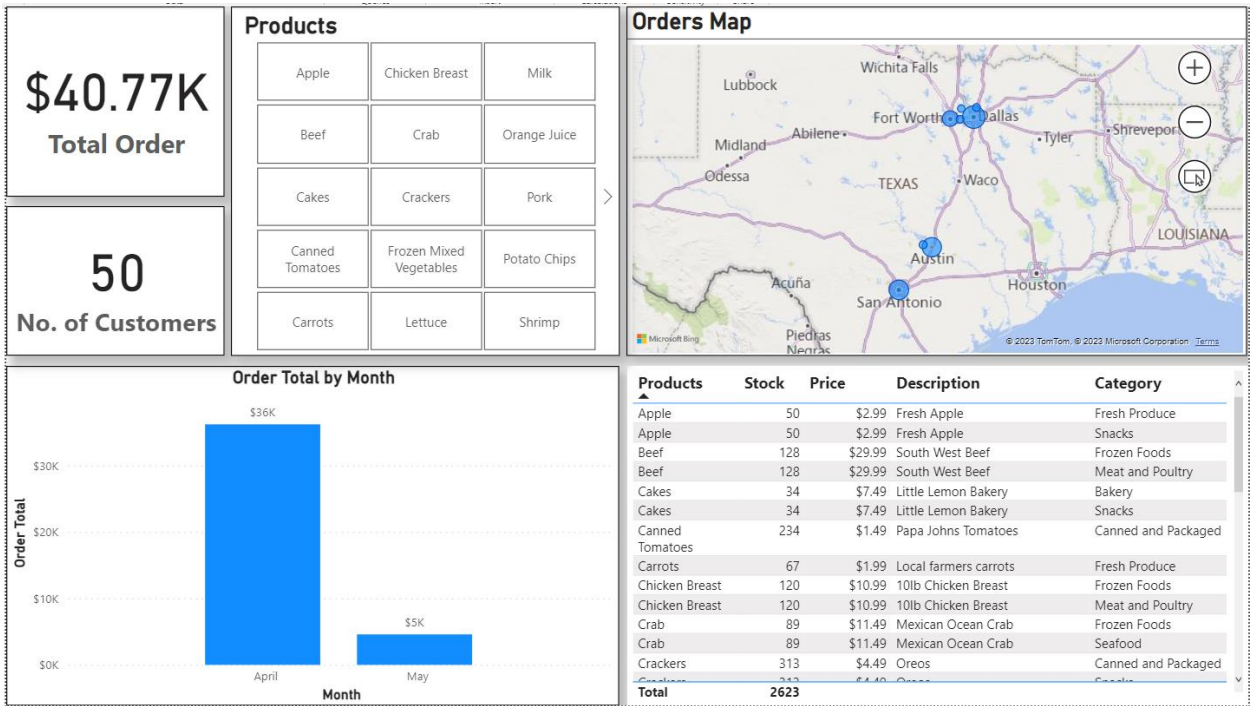 $40.77K
Total Order
50
No. of Customers
Products
Apple
Chicken Breast
Milk
Beef
Crab
Orange Juice
Cakes
Crackers
Pork
Canned
Tomatoes
Frozen Mixed
Vegetables
Potato Chips
Carrots
Lettuce
Shrimp
Orders Map
Wichita Falls
Lubbock
Fort Worth
Dallas
Abilene
Tyler
Shrevepor
Midland
Odessa
TEXAS
Waco
LOUISIANA
Austin
Acuña
Houston
San Antonio
Piedras
Negras
Microsoft Bing
© 2023 TomTom, © 2023 Microsoft Corporation Terms
Order Total by Month
$36K
$30K
$20K
$10K
$5K
$0K
Order Total
April
May
Month
Products Stock Price Description Category
Apple 50 $2.99 Fresh Apple Fresh Produce
Apple 50 $2.99 Fresh Apple Snacks
Beef 128 $29.99 South West Beef Frozen Foods
Beef 128 $29.99 South West Beef Meat and Poultry
Cakes 34 $7.49 Little Lemon Bakery Bakery
Cakes 34 $7.49 Little Lemon Bakery Snacks
Canned 234 $1.49 Papa Johns Tomatoes Canned and Packaged
Tomatoes
Carrots 67 $1.99 Local farmers carrots Fresh Produce
Chicken Breast 120 $10.99 10lb Chicken Breast Frozen Foods
Chicken Breast 120 $10.99 10lb Chicken Breast Meat and Poultry
Crab 89 $11.49 Mexican Ocean Crab Frozen Foods
Crab 89 $11.49 Mexican Ocean Crab Seafood
Crackers 313 $4.49 Oreos Canned and Packaged
Total 2623